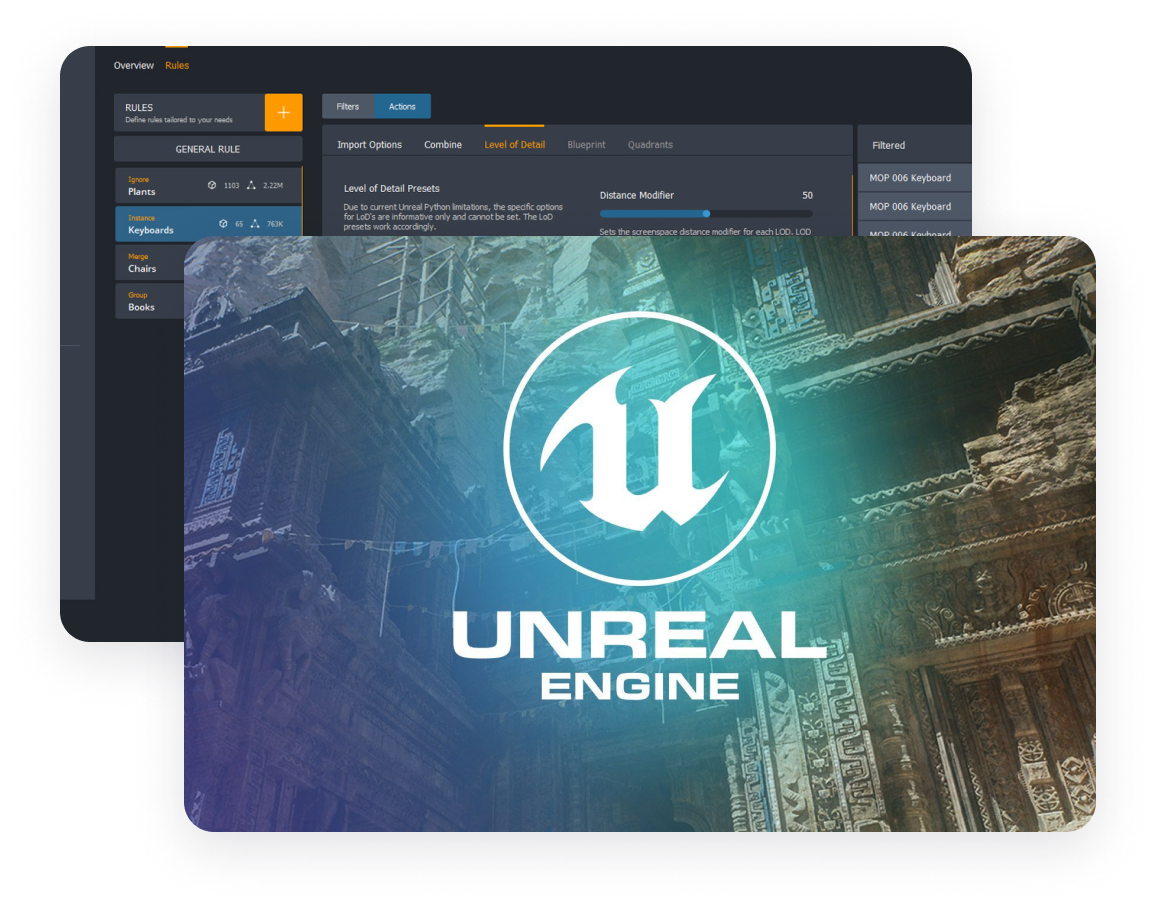 Overview Rules
RULES
Define rules tailored to your needs
+
GENERAL RULE
Ignore
Plants 1103 2.22M
Instance
Keyboards 65 763K
Merge
Chairs
Group
Books
Filters Actions
Import Options Combine Level of Detail Blueprint Quadrants
Level of Detail Presets
Due to current Unreal Python limitations, the specific options
for LoD's are informative only and cannot be set. The LoD
presets work accordingly.
Distance Modifier 50
Sets the screenspace distance modifier for each LOD. LOD
Filtered
MOP 006 Keyboard
MOP 006 Keyboard
MOP 006 Keyboard
UNREAL
ENGINE